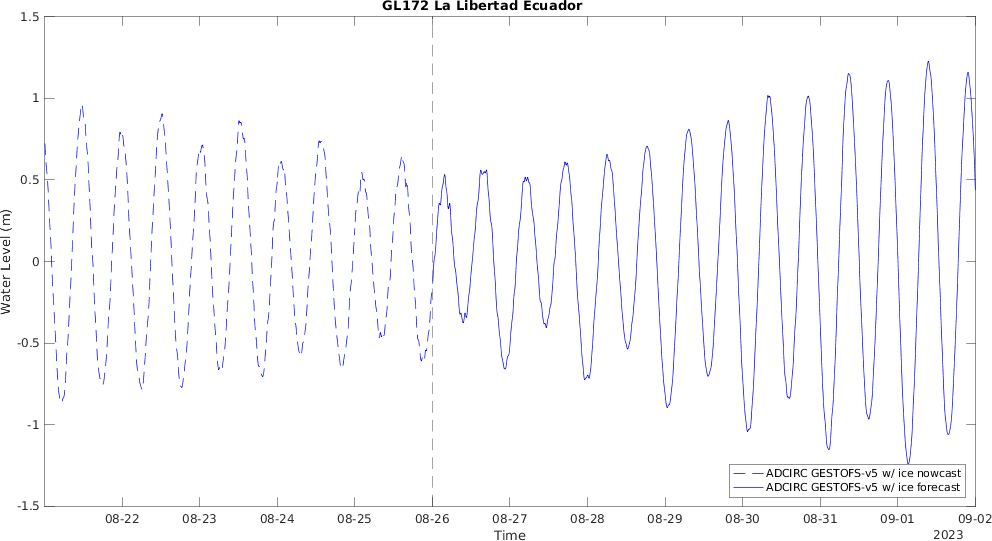 GL172 La Libertad Ecuador
1.5
1
0.5
0
-0.5
-1
-1.5
Water Level (m)
ADCIRC GESTOFS-v5 w/ ice nowcast
ADCIRC GESTOFS-v5 w/ ice forecast
08-22 08-23 08-24 08-25 08-26 08-27 08-28 08-29 08-30 08-31 09-01 09-02
Time
2023